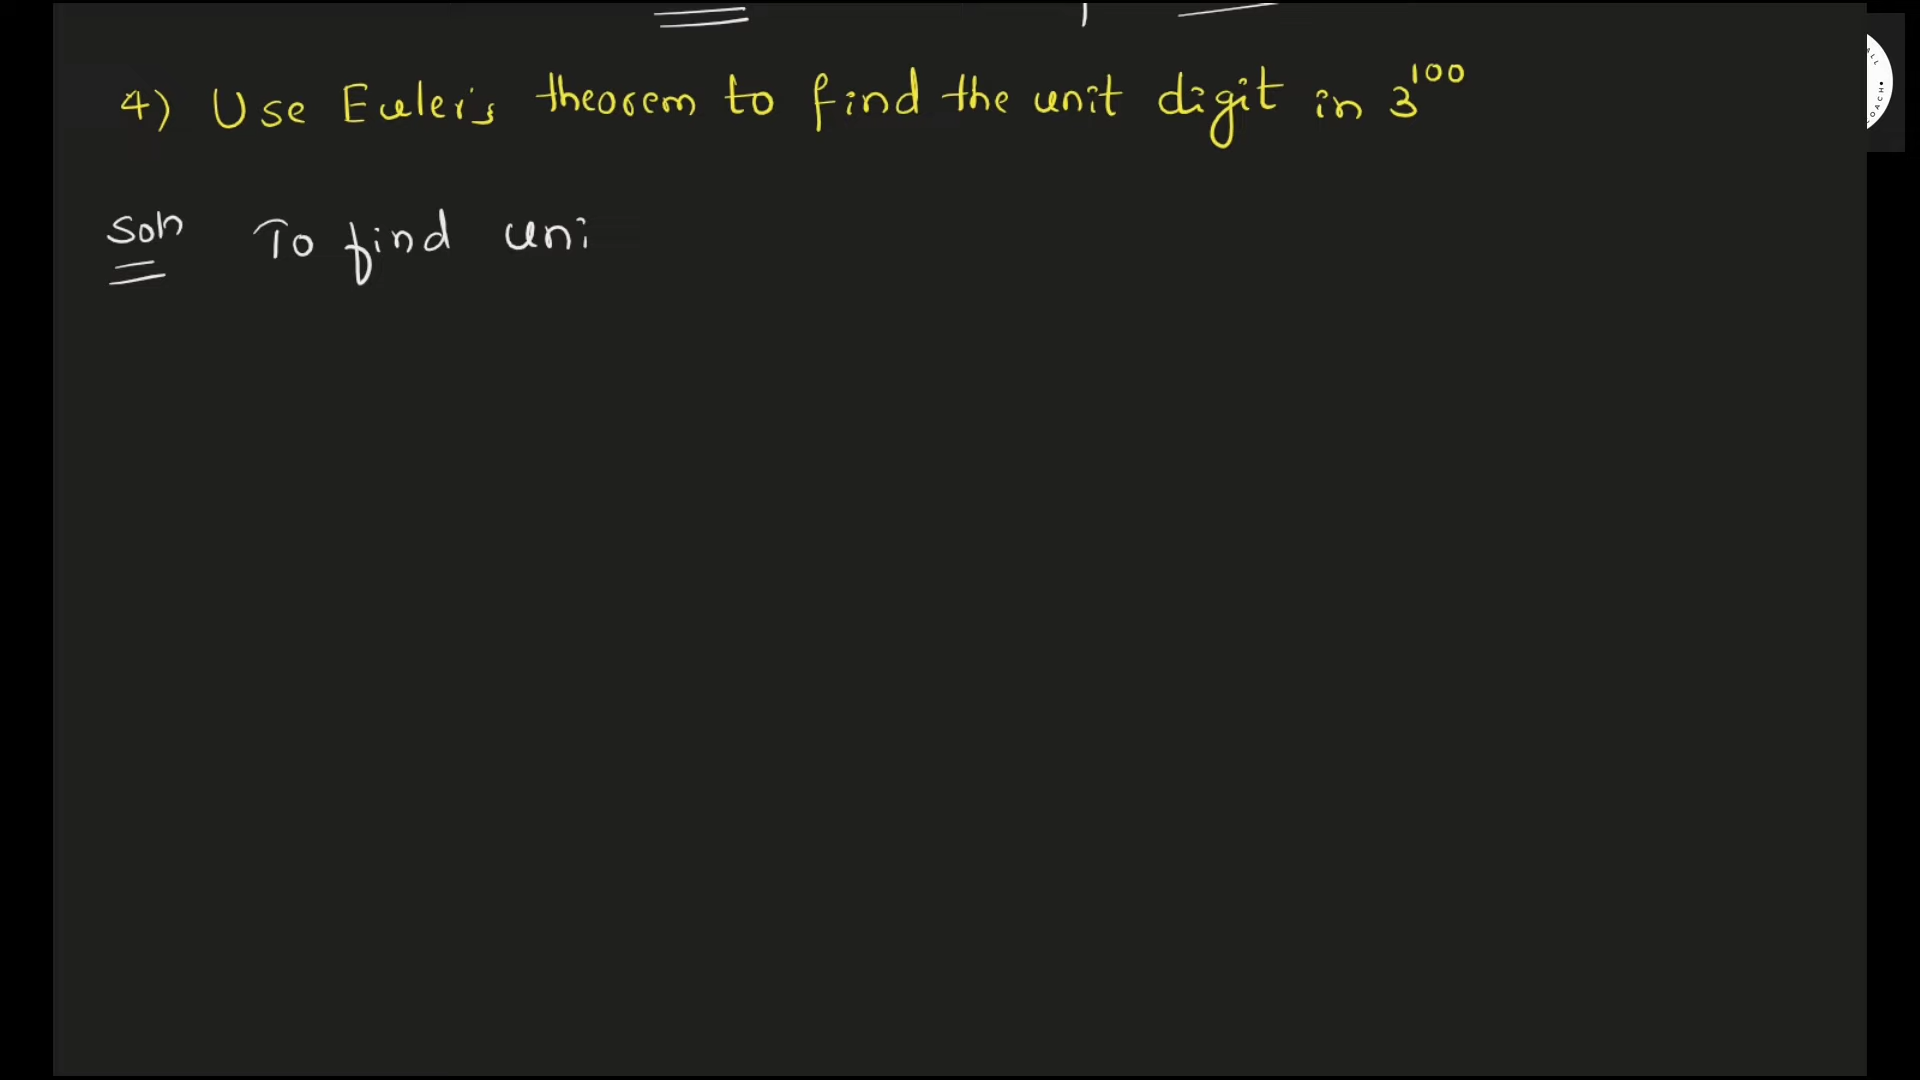 4) Use Euler's theorem to find the unit digit in 3^100
Soln To find uni